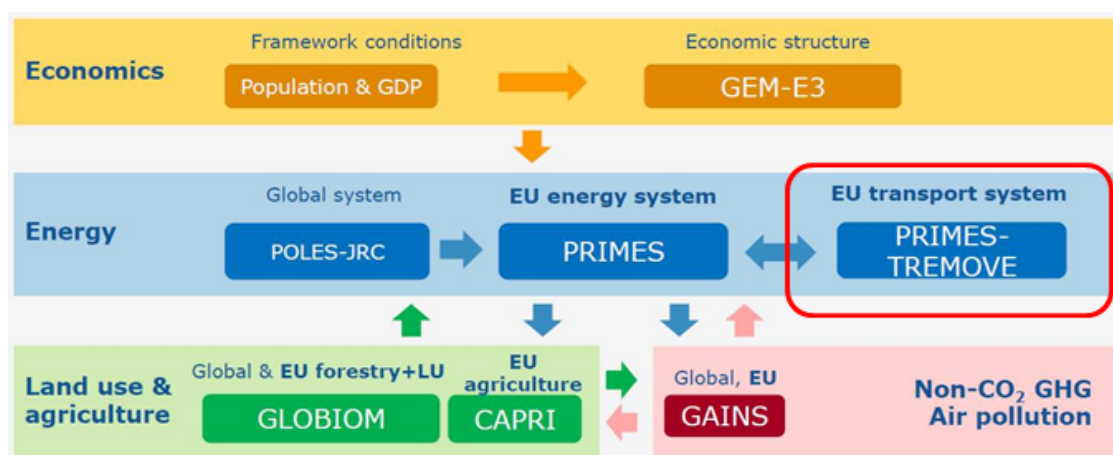 Framework conditions
Economic structure
Economics
Population & GDP
GEM-E3
Global system
EU energy system
EU transport system
Energy
POLES-JRC
PRIMES
PRIMES-
TREMOVE
Land use &
agriculture
Global & EU forestry+LU
GLOBIOM
EU
agriculture
CAPRI
Global, EU
GAINS
Non-CO₂ GHG
Air pollution